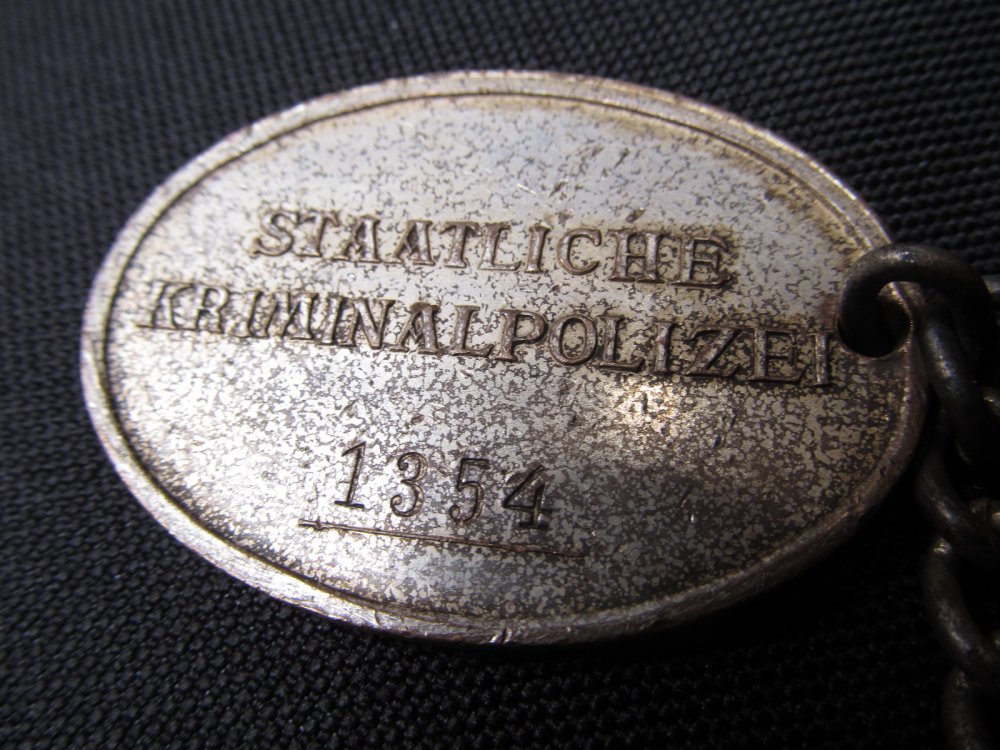 STAATLICHE
KRIMINALPOLIZEI
1354